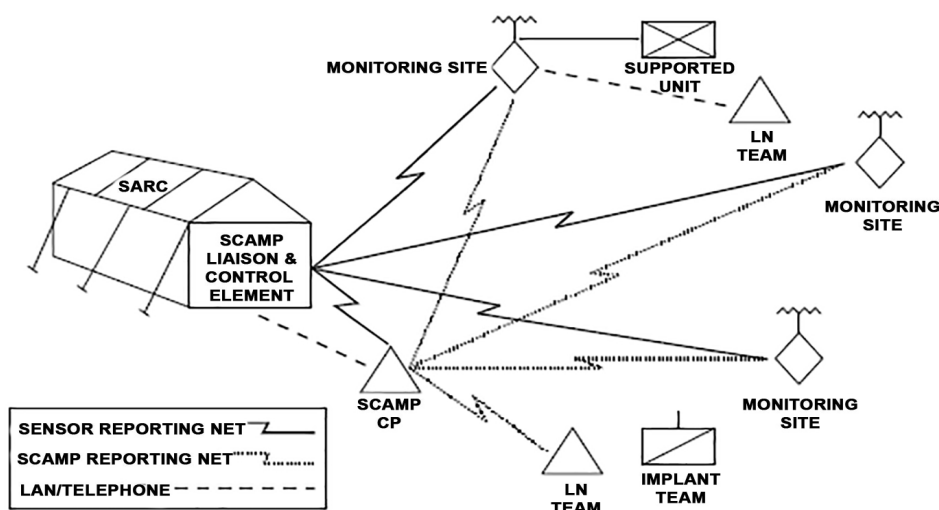 MONITORING SITE
SUPPORTED
UNIT
LN
TEAM
MONITORING
SITE
SARC
SCAMP
LIAISON &
CONTROL
ELEMENT
SCAMP
CP
MONITORING
SITE
LN
TEAM
IMPLANT
TEAM
SENSOR REPORTING NET
SCAMP REPORTING NET
LAN/TELEPHONE